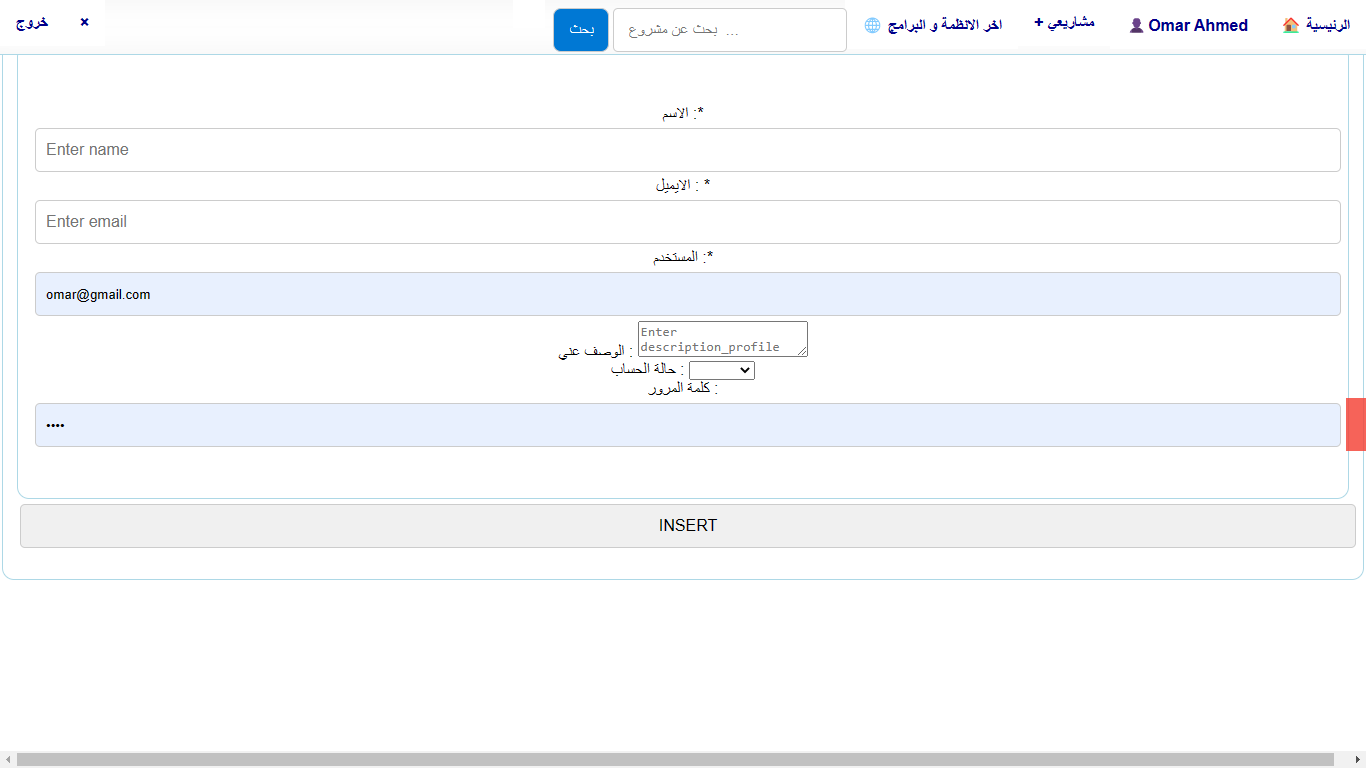 الرئيسية
Omar Ahmed
مشاريعي +
اخر الانظمة و البرامج
بحث عن مشروع ...
بحث
×
خروج
الاسم :*
Enter name
الايميل : *
Enter email
المستخدم :*
omar@gmail.com
الوصف عني :
Enter
description_profile
حالة الحساب :
كلمة المرور :
••••
INSERT